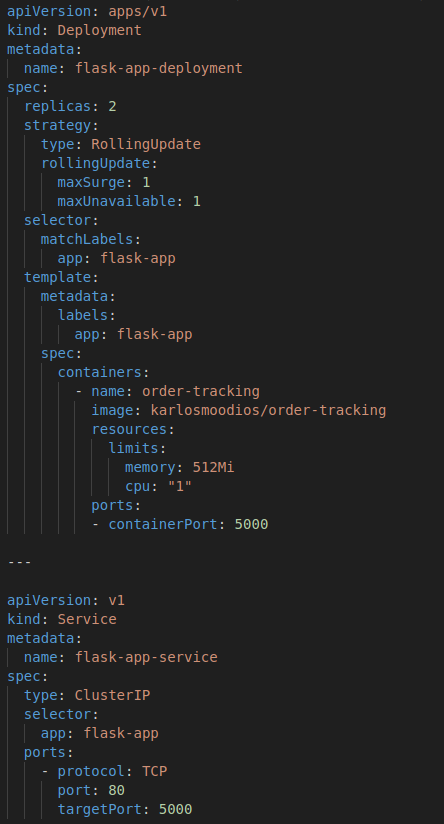 apiVersion: apps/v1
kind: Deployment
metadata:
  name: flask-app-deployment
spec:
  replicas: 2
  strategy:
    type: RollingUpdate
    rollingUpdate:
      maxSurge: 1
      maxUnavailable: 1
  selector:
    matchLabels:
      app: flask-app
  template:
    metadata:
      labels:
        app: flask-app
    spec:
      containers:
        - name: order-tracking
          image: karlosmoodios/order-tracking
          resources:
            limits:
              memory: 512Mi
              cpu: "1"
          ports:
          - containerPort: 5000

---

apiVersion: v1
kind: Service
metadata:
  name: flask-app-service
spec:
  type: ClusterIP
  selector:
    app: flask-app
  ports:
    - protocol: TCP
      port: 80
      targetPort: 5000